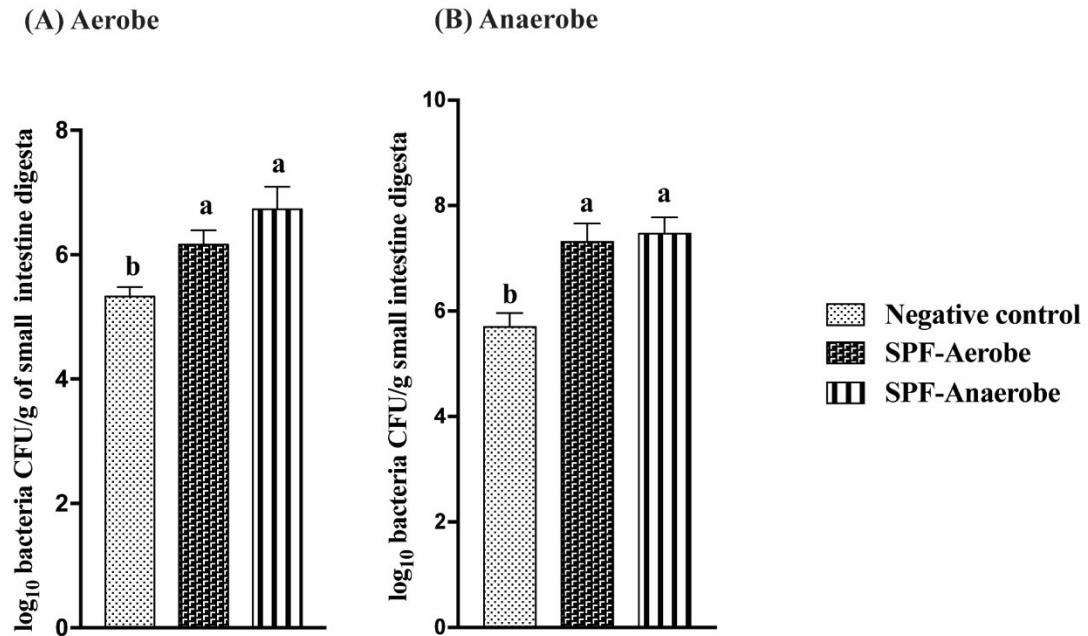 (A) Aerobe
log₁₀ bacteria CFU/g of small intestine digesta
8
6
4
2
0
b
a
a
(B) Anaerobe
log₁₀ bacteria CFU/g small intestine digesta
10
8
6
4
2
0
b
a
a
Negative control
SPF-Aerobe
SPF-Anaerobe